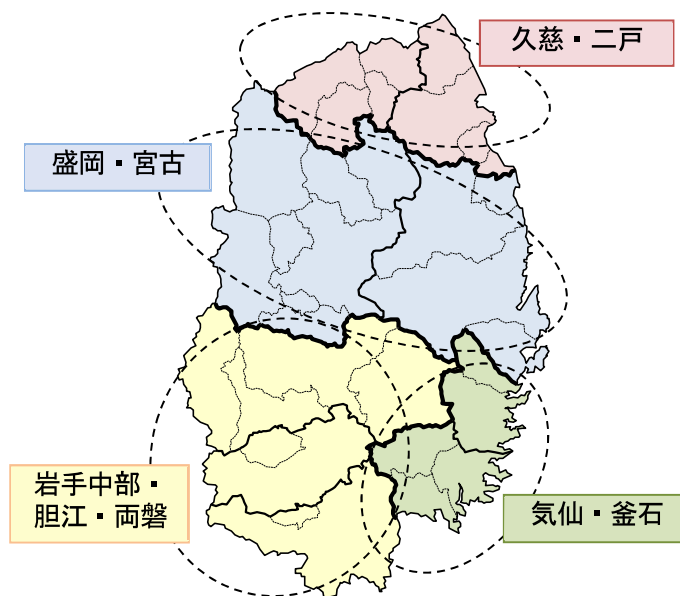 久慈・二戸
盛岡・宮古
岩手中部・
胆江・両磐
気仙・釜石